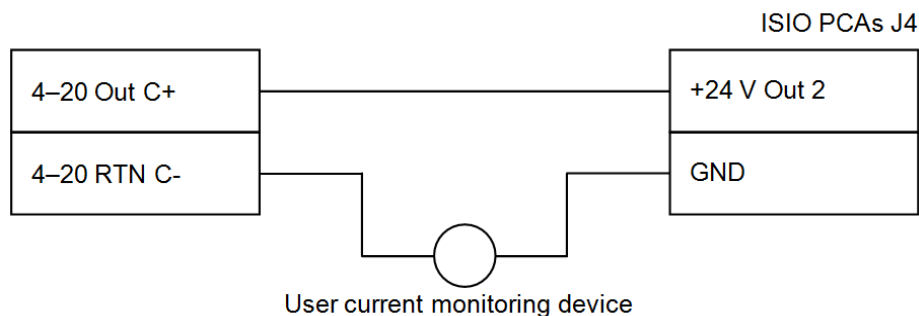 ISIO PCAs J4
4–20 Out C+
+24 V Out 2
4–20 RTN C-
GND
User current monitoring device